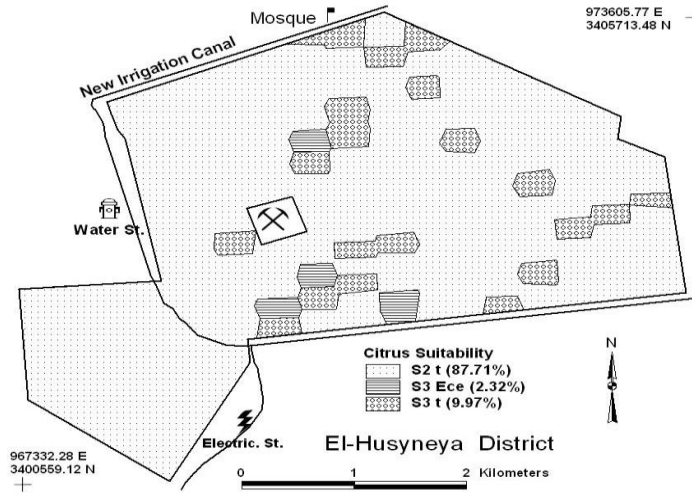 973605.77 E
3405713.48 N
Mosque
New Irrigation Canal
Water St.
Citrus Suitability
S2 t (87.71%)
S3 Ece (2.32%)
S3 t (9.97%)
N
Electric. St.
El-Husyneya District
967332.28 E
3400559.12 N
0 1 2 Kilometers